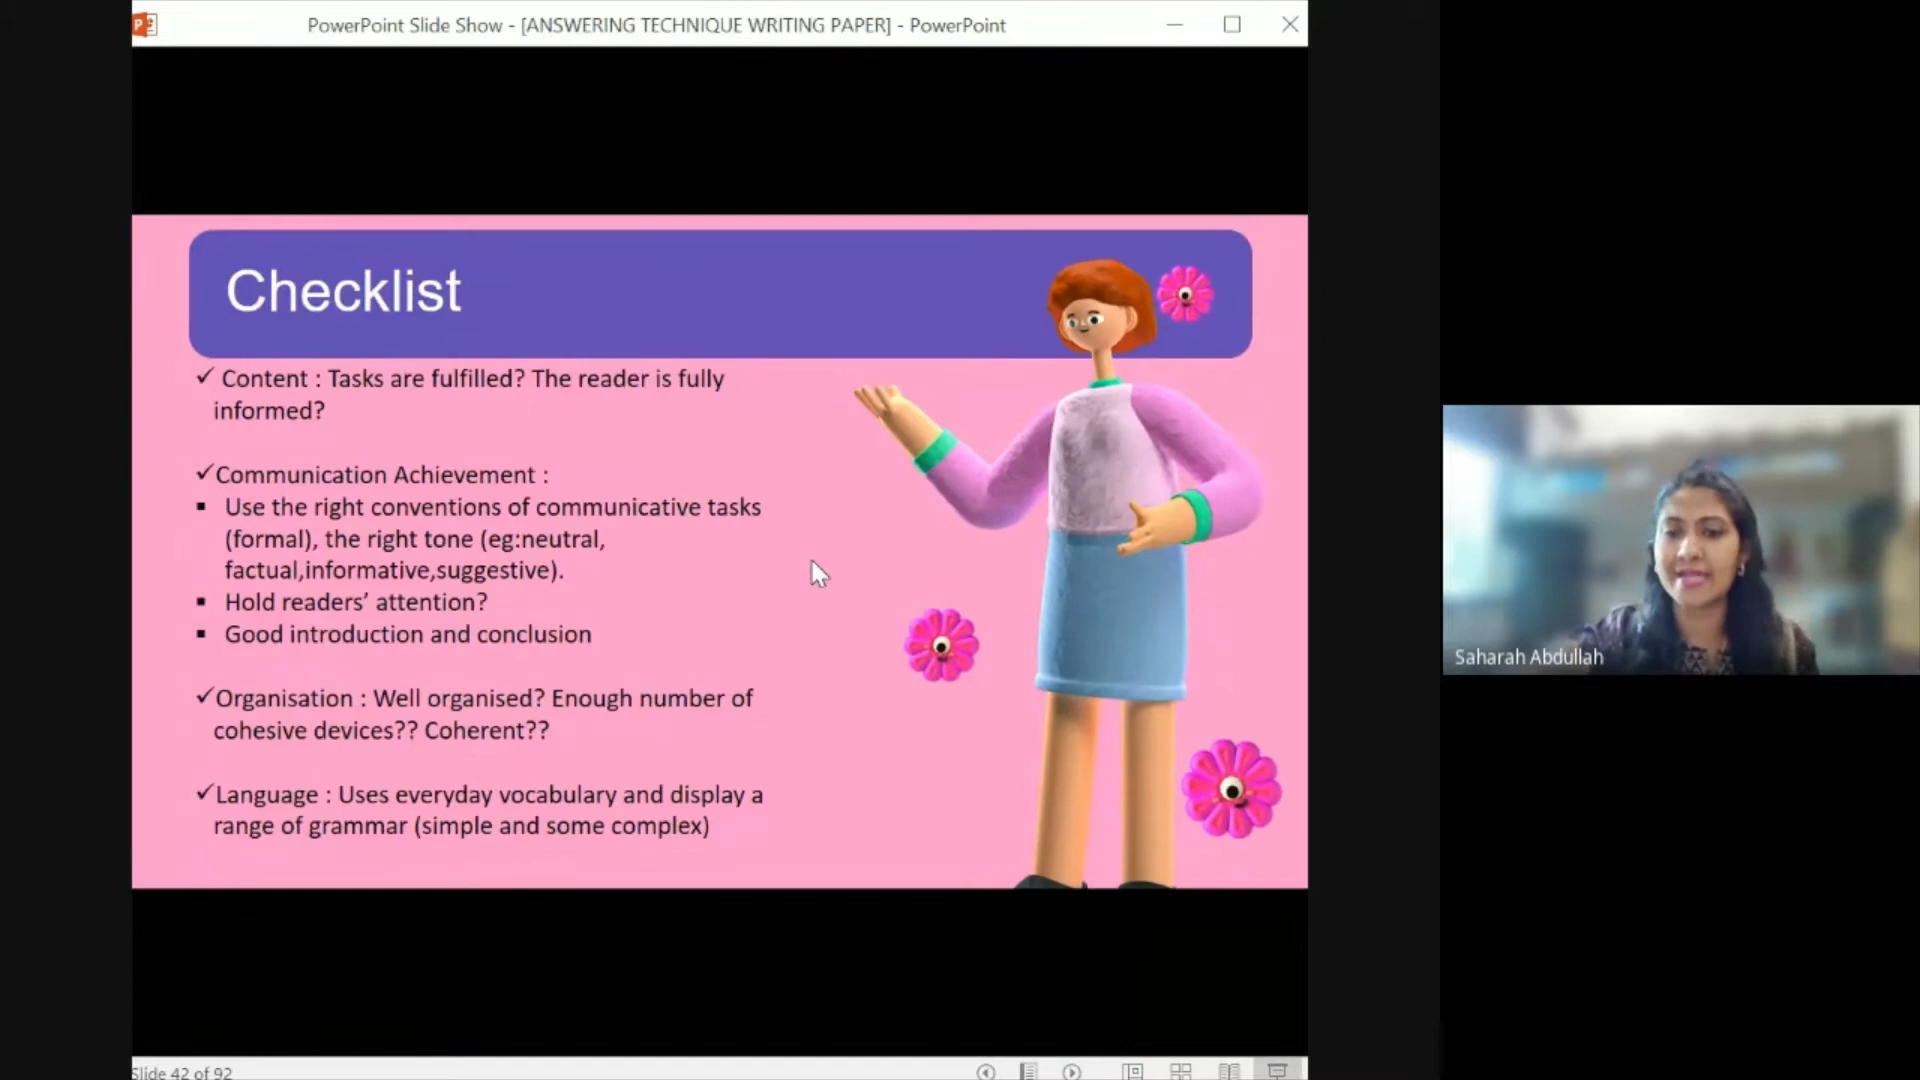 PowerPoint Slide Show - [ANSWERING TECHNIQUE WRITING PAPER] - PowerPoint
Checklist
✓ Content : Tasks are fulfilled? The reader is fully
informed?
✓Communication Achievement :
▪ Use the right conventions of communicative tasks
(formal), the right tone (eg:neutral,
factual,informative,suggestive).
▪ Hold readers’ attention?
▪ Good introduction and conclusion
✓Organisation : Well organised? Enough number of
cohesive devices?? Coherent??
✓Language : Uses everyday vocabulary and display a
range of grammar (simple and some complex)
Saharah Abdullah
Slide 42 of 92